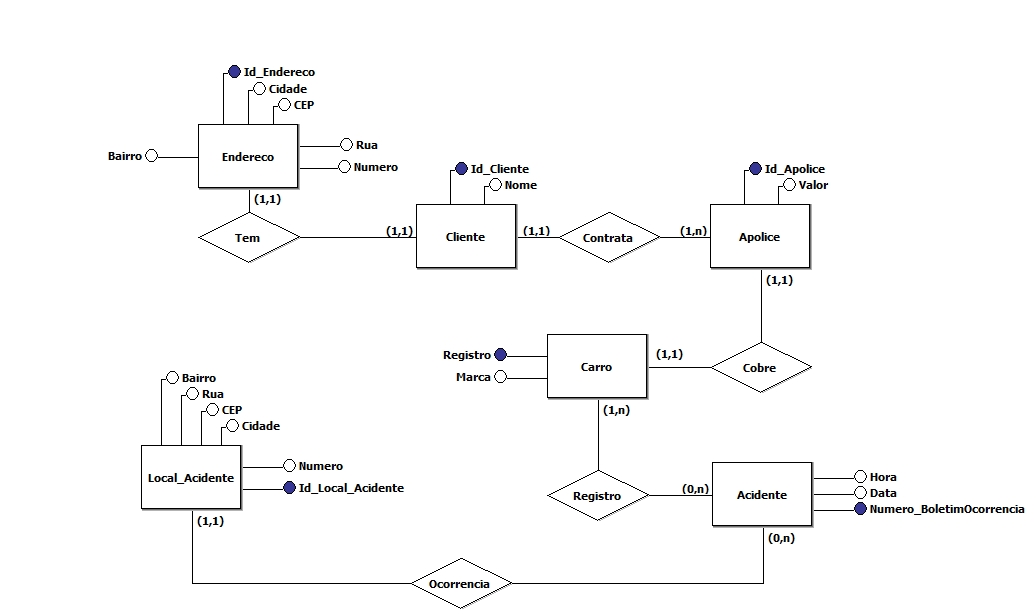 Id_Endereco
Cidade
CEP
Rua
Bairro
Endereco
Numero
(1,1)
Tem
(1,1)
Id_Cliente
Nome
Cliente
(1,1)
Contrata
(1,n)
Id_Apolice
Valor
Apolice
(1,1)
Cobre
(1,1)
Registro
Marca
Carro
(1,n)
Registro
(0,n)
Acidente
Hora
Data
Numero_BoletimOcorrencia
(0,n)
Bairro
Rua
CEP
Cidade
Numero
Local_Acidente
Id_Local_Acidente
(1,1)
Ocorrencia